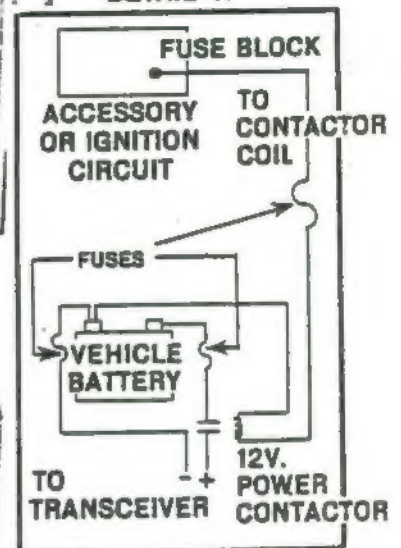 FUSE BLOCK
ACCESSORY
OR IGNITION
CIRCUIT
TO
CONTACTOR
COIL
FUSES
VEHICLE
BATTERY
- +
TO
TRANSCEIVER
12V.
POWER
CONTACTOR